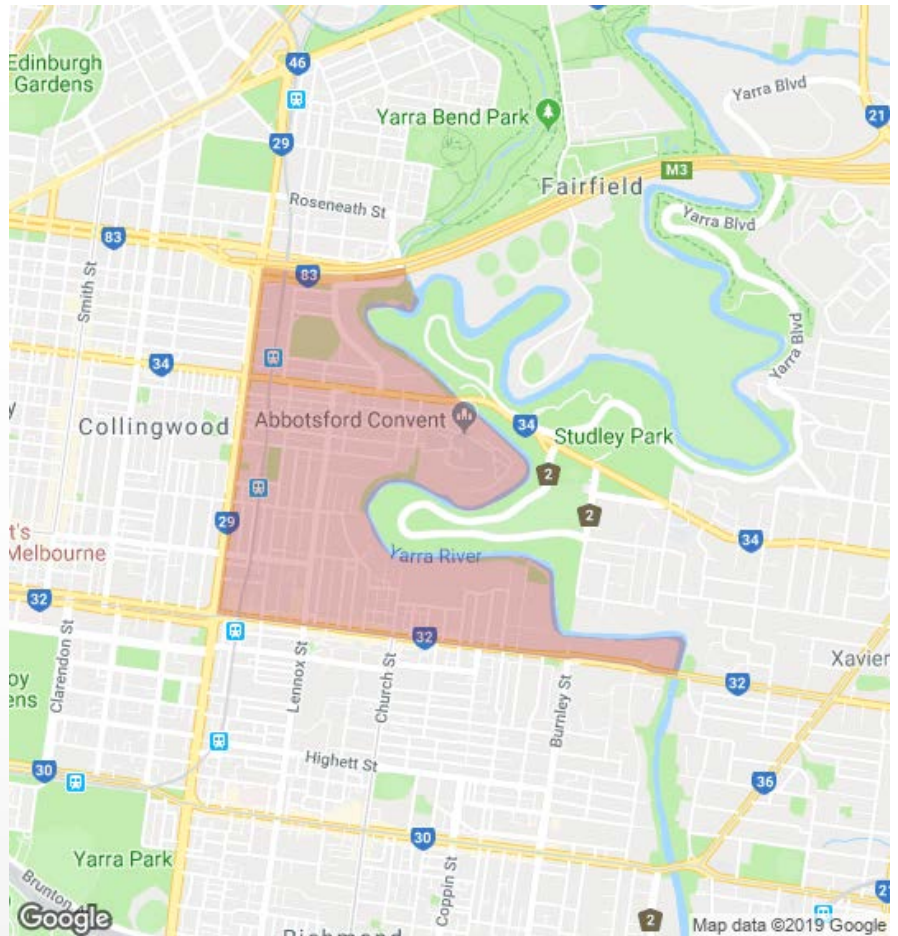 Edinburgh
Gardens
46
Yarra Bend Park
Yarra Blvd
21
29
M3
Fairfield
Roseneath St
Yarra Blvd
83
83
Smith St
Yarra Blvd
34
Collingwood
Abbotsford Convent
34
Studley Park
2
2
29
34
t's
Melbourne
Yarra River
32
32
Clarendon St
Lennox St
Church St
Xavier
oy
ens
32
Burnley St
Highett St
30
36
30
Yarra Park
Coppin St
Brunton
2
Google
Map data ©2019 Google